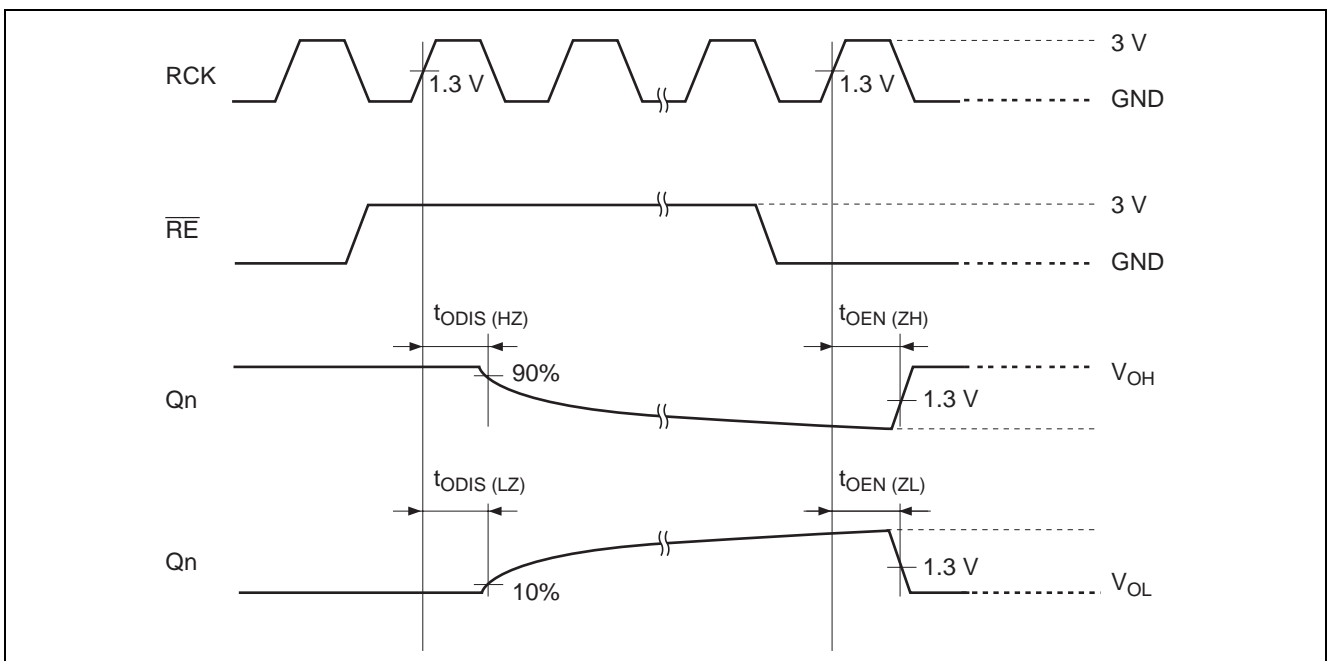 RCK
1.3 V
1.3 V
3 V
GND
R̅E̅
3 V
GND
tODIS (HZ)
tOEN (ZH)
Qn
90%
1.3 V
VOH
tODIS (LZ)
tOEN (ZL)
Qn
10%
1.3 V
VOL